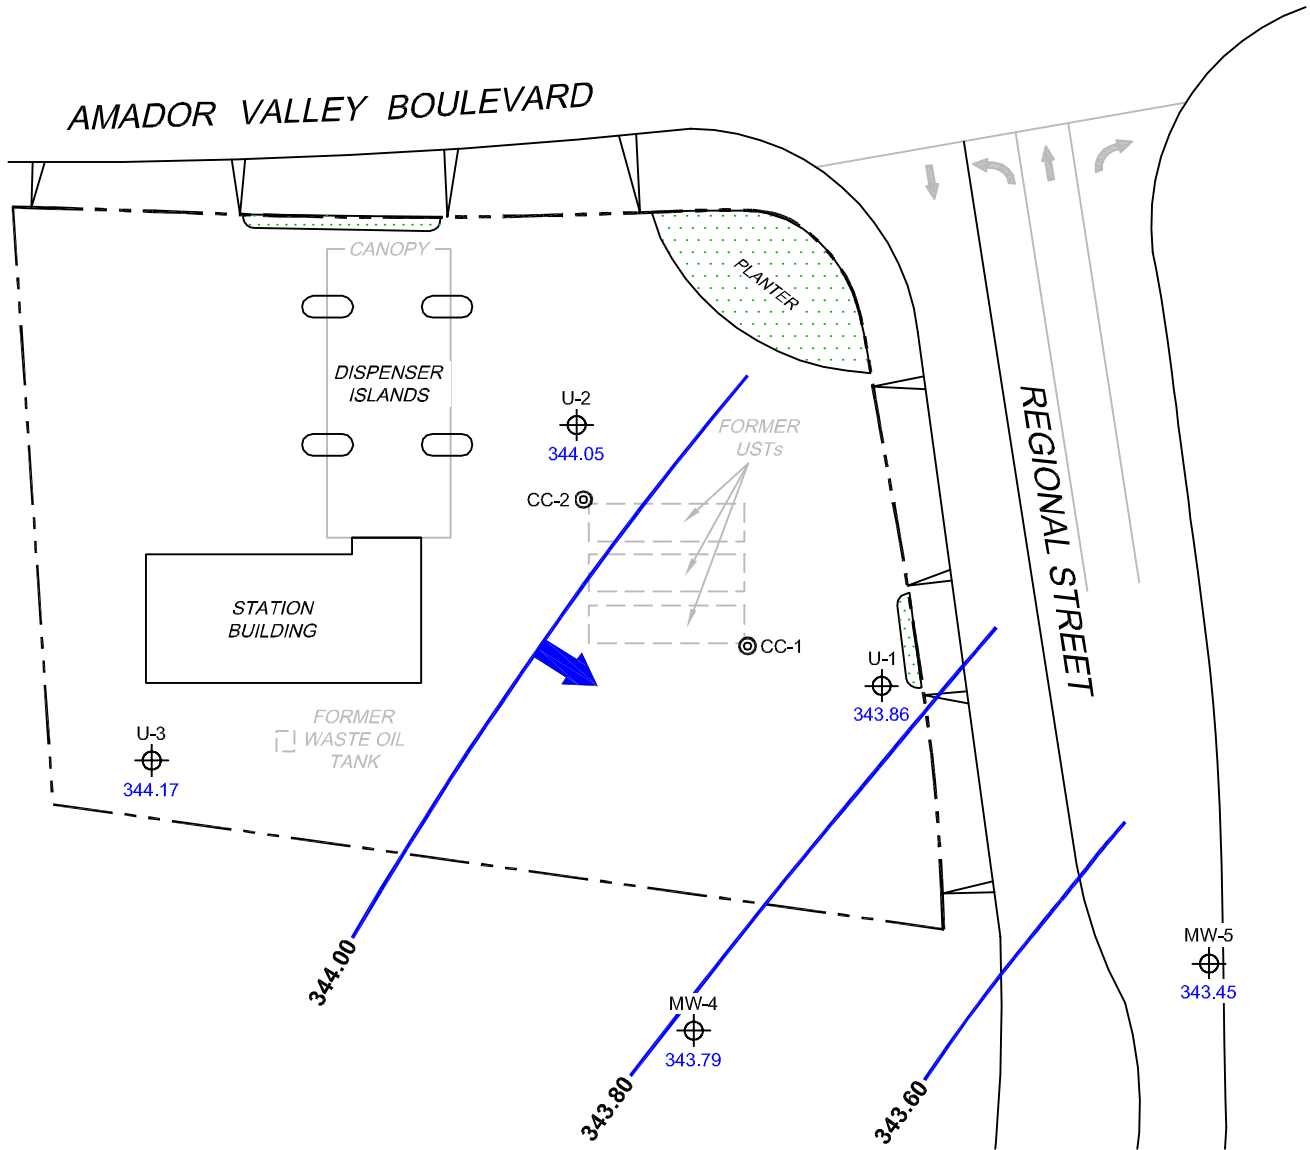 AMADOR VALLEY BOULEVARD
CANOPY
PLANTER
DISPENSER
ISLANDS
U-2
344.05
FORMER
USTs
REGIONAL STREET
CC-2
STATION
BUILDING
CC-1
U-1
343.86
FORMER
WASTE OIL
TANK
U-3
344.17
344.00
MW-5
343.45
MW-4
343.79
343.80
343.60